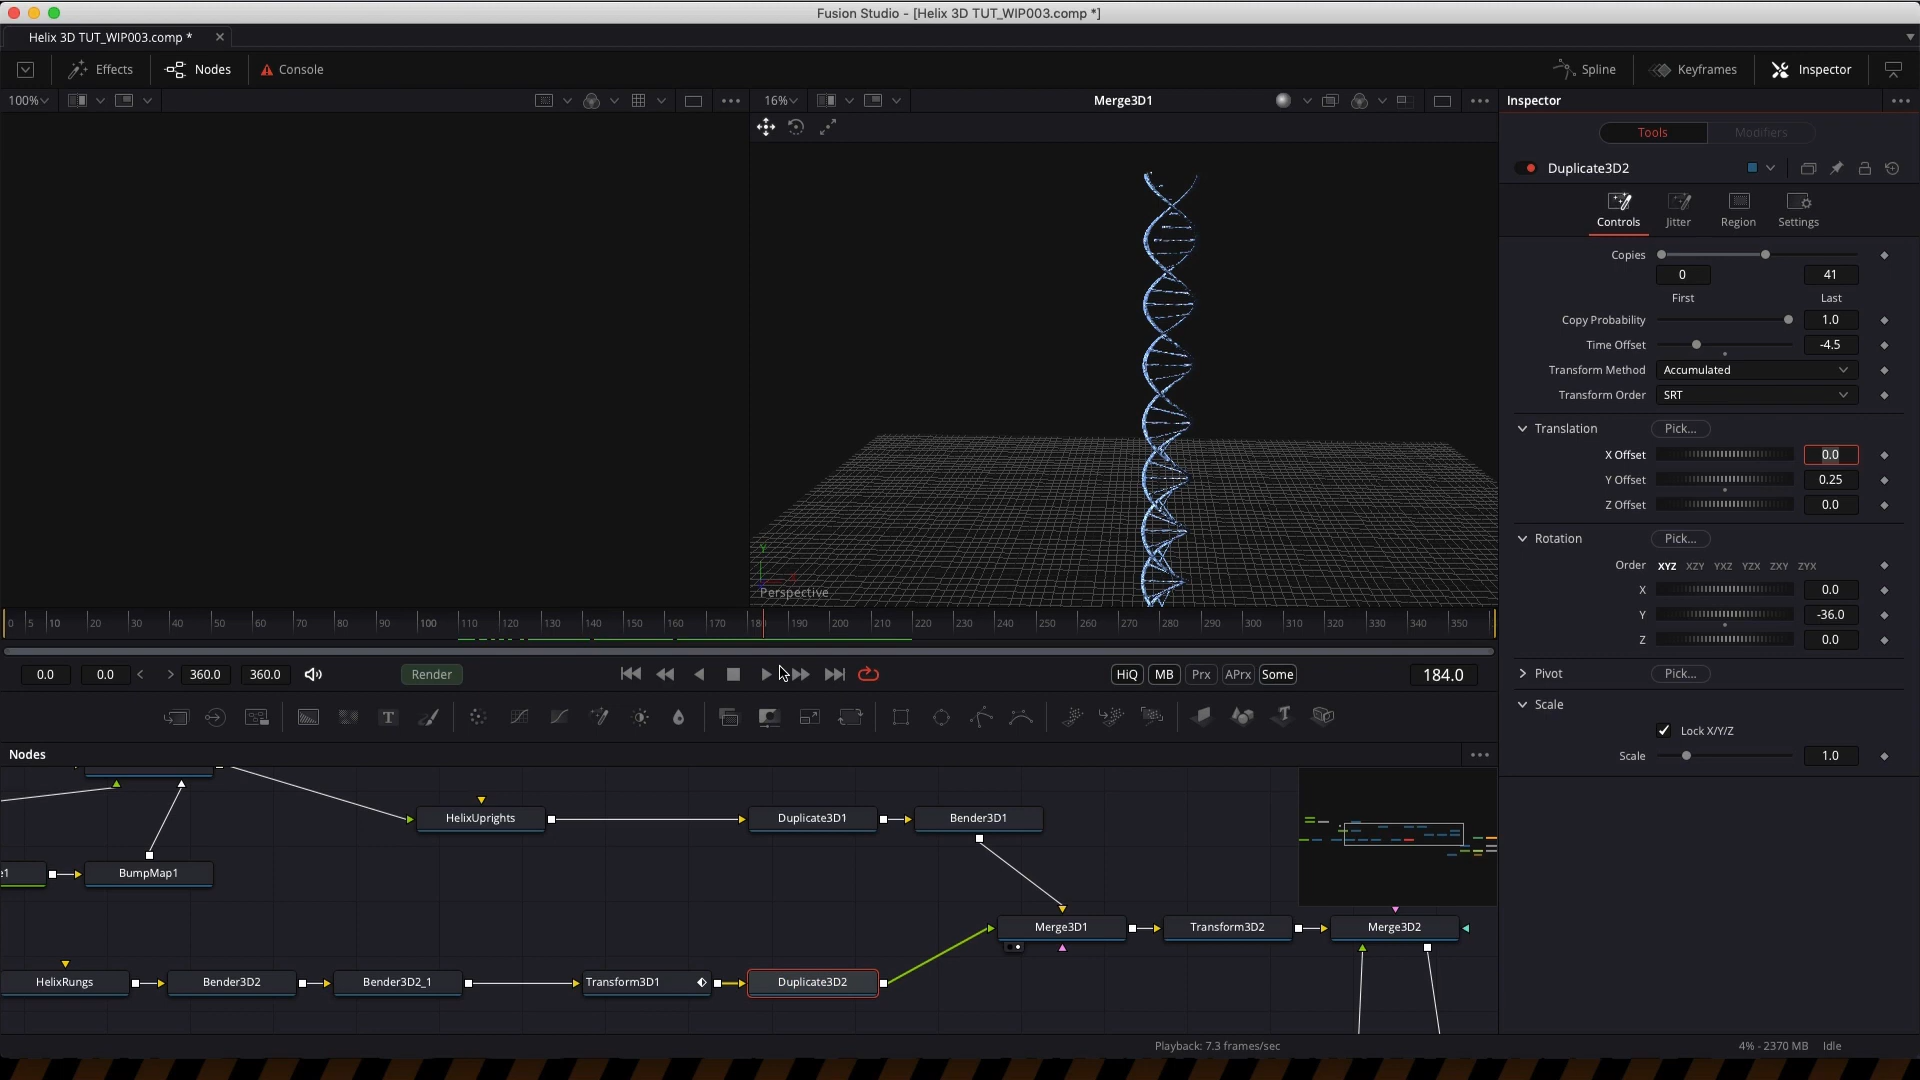 Fusion Studio - [Helix 3D TUT_WIP003.comp *]
Helix 3D TUT_WIP003.comp *
Effects
Nodes
Console
Spline
Keyframes
Inspector
100%
16%
Merge3D1
Inspector
Tools
Modifiers
Duplicate3D2
Controls
Jitter
Region
Settings
Copies
0
41
First
Last
Copy Probability
1.0
Time Offset
-4.5
Transform Method
Accumulated
Transform Order
SRT
Translation
Pick...
X Offset
0.0
Y Offset
0.25
Z Offset
0.0
Rotation
Pick...
Order
XYZ XZY YXZ YZX ZXY ZYX
X
0.0
Y
-36.0
Z
0.0
Pivot
Pick...
Scale
Lock X/Y/Z
Scale
1.0
Y
Perspective
0 5 10 20 30 40 50 60 70 80 90 100 110 120 130 140 150 160 170 180 190 200 210 220 230 240 250 260 270 280 290 300 310 320 330 340 350
0.0
0.0
360.0
360.0
Render
HiQ
MB
Prx
APrx
Some
184.0
Nodes
HelixUprights
Duplicate3D1
Bender3D1
e1
BumpMap1
Merge3D1
Transform3D2
Merge3D2
HelixRungs
Bender3D2
Bender3D2_1
Transform3D1
Duplicate3D2
Playback: 7.3 frames/sec
4% - 2370 MB
Idle